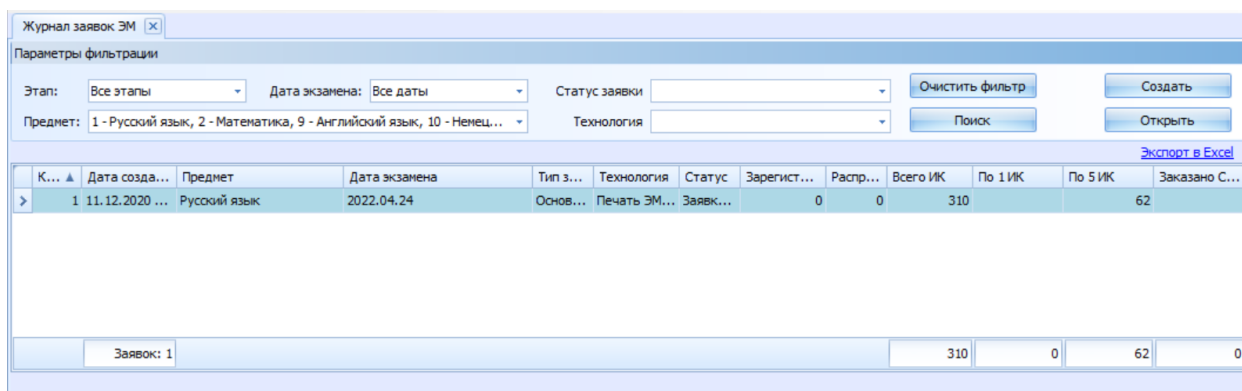 Журнал заявок ЭМ
Параметры фильтрации
Этап: Все этапы Дата экзамена: Все даты Статус заявки Очистить фильтр Создать
Предмет: 1 - Русский язык, 2 - Математика, 9 - Английский язык, 10 - Немец... Технология Поиск Открыть
Экспорт в Excel
К... Дата созда... Предмет Дата экзамена Тип з... Технология Статус Зарегист... Распр... Всего ИК По 1 ИК По 5 ИК Заказано С...
1 11.12.2020 ... Русский язык 2022.04.24 Основ... Печать ЭМ... Заявк... 0 0 310 62
Заявок: 1 310 0 62 0